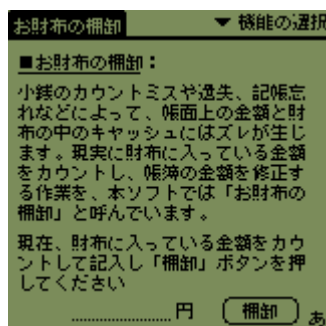 お財布の棚卸
▼ 機能の選択
■お財布の棚卸：
小銭のカウントミスや過失、記帳忘
れなどによって、帳面上の金額と財
布の中のキャッシュにはズレが生じ
ます。現実に財布に入っている金額
をカウントし、帳簿の金額を修正す
る作業を、本ソフトでは「お財布の
棚卸」と呼んでいます。
現在、財布に入っている金額をカウ
ントして記入し「棚卸」ボタンを押
してください
円
棚卸
あ